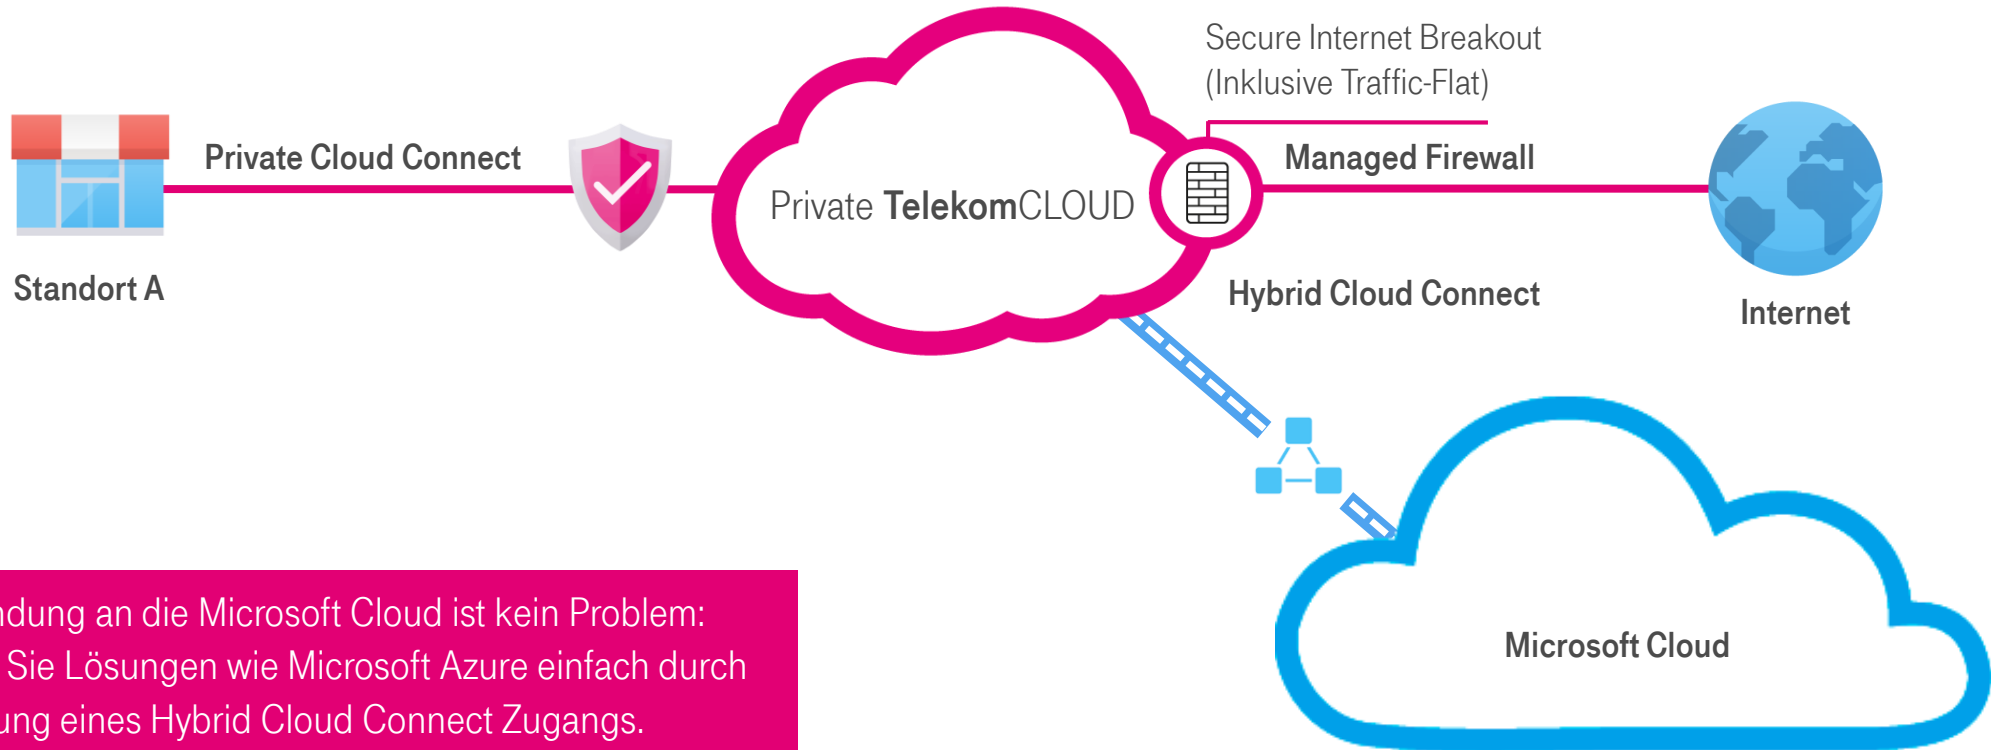 Secure Internet Breakout
(Inklusive Traffic-Flat)
Private Cloud Connect
Managed Firewall
Private TelekomCLOUD
Standort A
Hybrid Cloud Connect
Internet
Microsoft Cloud
an die Microsoft Cloud ist kein Problem:
Sie Lösungen wie Microsoft Azure einfach durch
eines Hybrid Cloud Connect Zugangs.